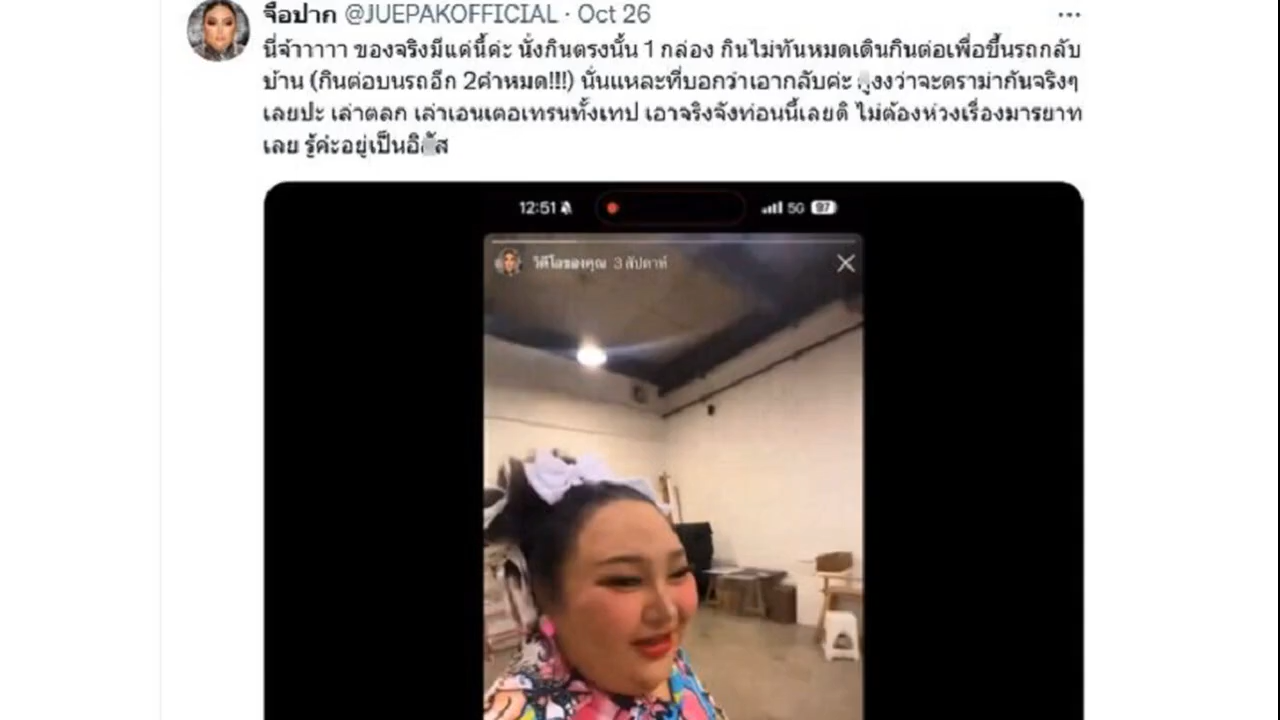 จือปาก @JUEPAKOFFICIAL · Oct 26
นี่จ้าาาาา ของจริงมีแค่นี้ค่ะ นั่งกินตรงนั้น 1 กล่อง กินไม่ทันหมดเดินกินต่อเพื่อขึ้นรถกลับ
บ้าน (กินต่อบนรถอีก 2คำหมด!!!) นั่นแหละที่บอกว่าเอากลับค่ะ งงว่าจะดราม่ากันจริงๆ
เลยปะ เล่าตลก เล่าเอนเตอเทรนทั้งเทป เอาจริงจังท่อนนี้เลยดิ ไม่ต้องห่วงเรื่องมารยาท
เลย รู้ค่ะอยู่เป็น
12:51 5G 97
วิดีโอของคุณ 3 สัปดาห์